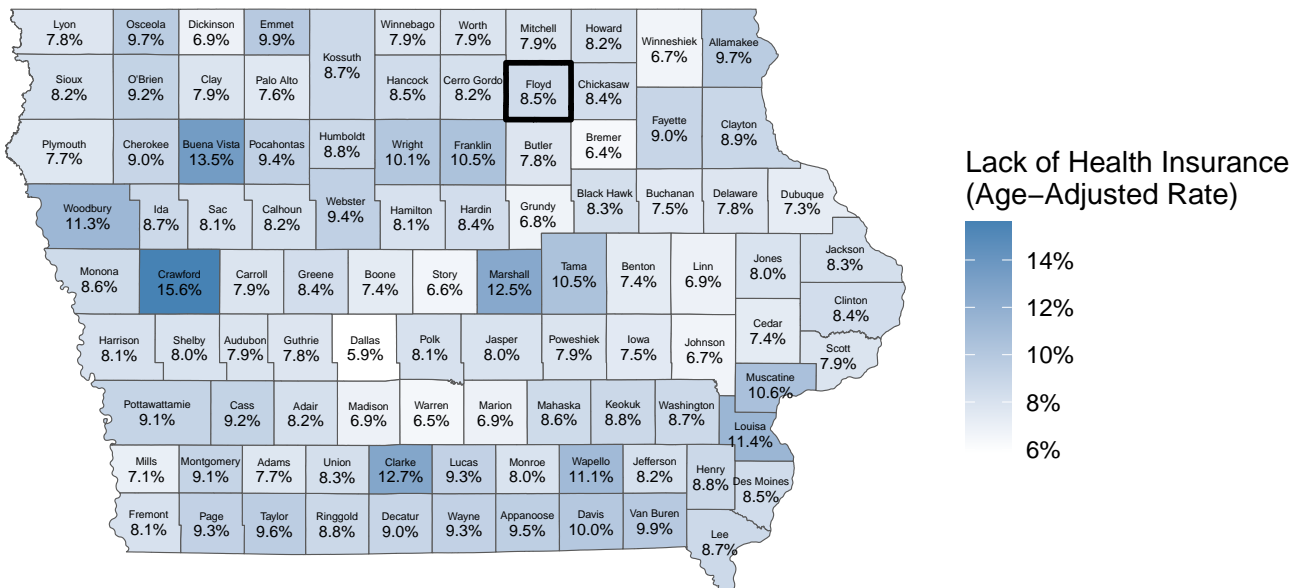 Lyon
7.8%
Osceola
9.7%
Dickinson
6.9%
Emmet
9.9%
Kossuth
8.7%
Winnebago
7.9%
Worth
7.9%
Mitchell
7.9%
Howard
8.2%
Winneshiek
6.7%
Allamakee
9.7%
Sioux
8.2%
O'Brien
9.2%
Clay
7.9%
Palo Alto
7.6%
Hancock
8.5%
Cerro Gordo
8.2%
Floyd
8.5%
Chickasaw
8.4%
Fayette
9.0%
Clayton
8.9%
Plymouth
7.7%
Cherokee
9.0%
Buena Vista
13.5%
Pocahontas
9.4%
Humboldt
8.8%
Wright
10.1%
Franklin
10.5%
Butler
7.8%
Bremer
6.4%
Woodbury
11.3%
Ida
8.7%
Sac
8.1%
Calhoun
8.2%
Webster
9.4%
Hamilton
8.1%
Hardin
8.4%
Grundy
6.8%
Black Hawk
8.3%
Buchanan
7.5%
Delaware
7.8%
Dubuque
7.3%
Monona
8.6%
Crawford
15.6%
Carroll
7.9%
Greene
8.4%
Boone
7.4%
Story
6.6%
Marshall
12.5%
Tama
10.5%
Benton
7.4%
Linn
6.9%
Jones
8.0%
Jackson
8.3%
Clinton
8.4%
Harrison
8.1%
Shelby
8.0%
Audubon
7.9%
Guthrie
7.8%
Dallas
5.9%
Polk
8.1%
Jasper
8.0%
Poweshiek
7.9%
Iowa
7.5%
Johnson
6.7%
Cedar
7.4%
Scott
7.9%
Muscatine
10.6%
Pottawattamie
9.1%
Cass
9.2%
Adair
8.2%
Madison
6.9%
Warren
6.5%
Marion
6.9%
Mahaska
8.6%
Keokuk
8.8%
Washington
8.7%
Louisa
11.4%
Mills
7.1%
Montgomery
9.1%
Adams
7.7%
Union
8.3%
Clarke
12.7%
Lucas
9.3%
Monroe
8.0%
Wapello
11.1%
Jefferson
8.2%
Henry
8.8%
Des Moines
8.5%
Fremont
8.1%
Page
9.3%
Taylor
9.6%
Ringgold
8.8%
Decatur
9.0%
Wayne
9.3%
Appanoose
9.5%
Davis
10.0%
Van Buren
9.9%
Lee
8.7%
Lack of Health Insurance
(Age−Adjusted Rate)
14%
12%
10%
8%
6%